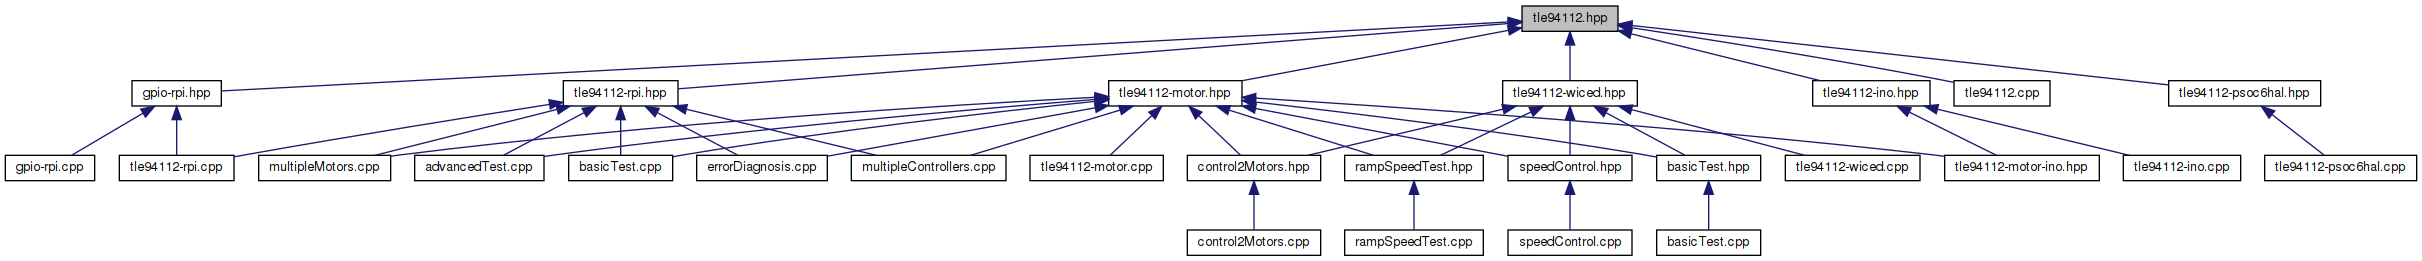 tle94112.hpp
gpio-rpi.hpp
tle94112-rpi.hpp
tle94112-motor.hpp
tle94112-wiced.hpp
tle94112-ino.hpp
tle94112.cpp
tle94112-psoc6hal.hpp
gpio-rpi.cpp
tle94112-rpi.cpp
multipleMotors.cpp
advancedTest.cpp
basicTest.cpp
errorDiagnosis.cpp
multipleControllers.cpp
tle94112-motor.cpp
control2Motors.hpp
rampSpeedTest.hpp
speedControl.hpp
basicTest.hpp
tle94112-wiced.cpp
tle94112-motor-ino.hpp
tle94112-ino.cpp
tle94112-psoc6hal.cpp
control2Motors.cpp
rampSpeedTest.cpp
speedControl.cpp
basicTest.cpp